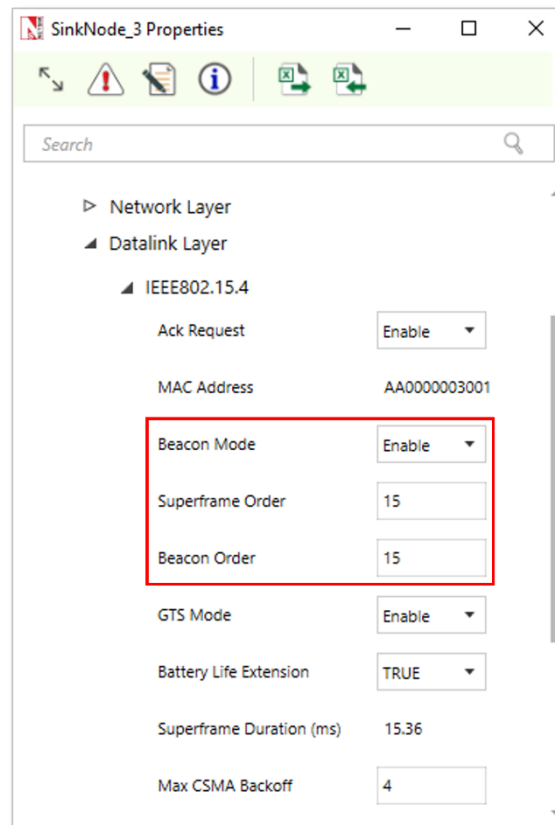 SinkNode_3 Properties
Search
Network Layer
Datalink Layer
IEEE802.15.4
Ack Request Enable
MAC Address AA0000003001
Beacon Mode Enable
Superframe Order 15
Beacon Order 15
GTS Mode Enable
Battery Life Extension TRUE
Superframe Duration (ms) 15.36
Max CSMA Backoff 4